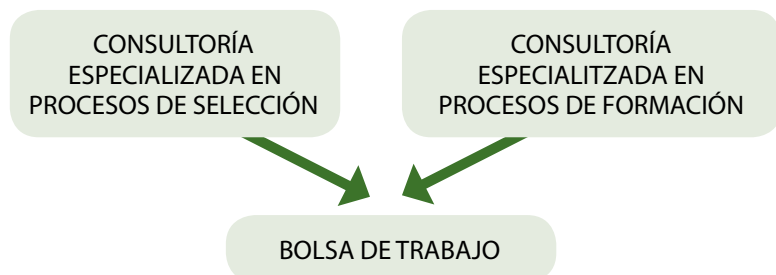 CONSULTORÍA
ESPECIALIZADA EN
PROCESOS DE SELECCIÓN
CONSULTORÍA
ESPECIALITZADA EN
PROCESOS DE FORMACIÓN
BOLSA DE TRABAJO